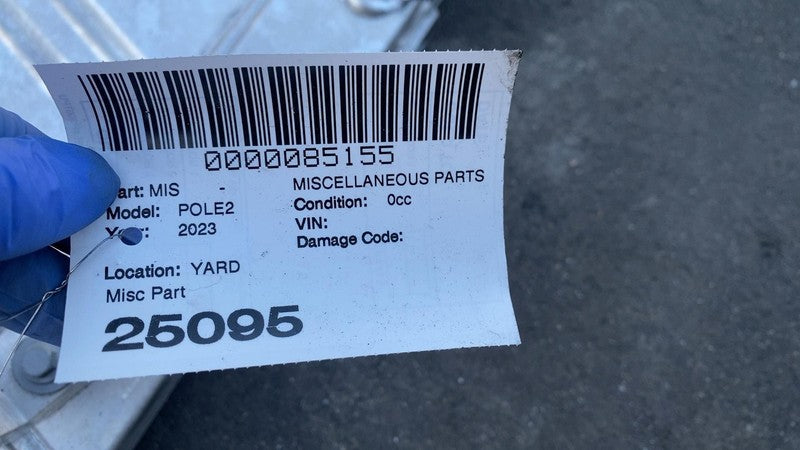 0000085155
art: MIS - MISCELLANEOUS PARTS
Model: POLE2 Condition: 0cc
2023 VIN:
Damage Code:
Location: YARD
Misc Part
25095